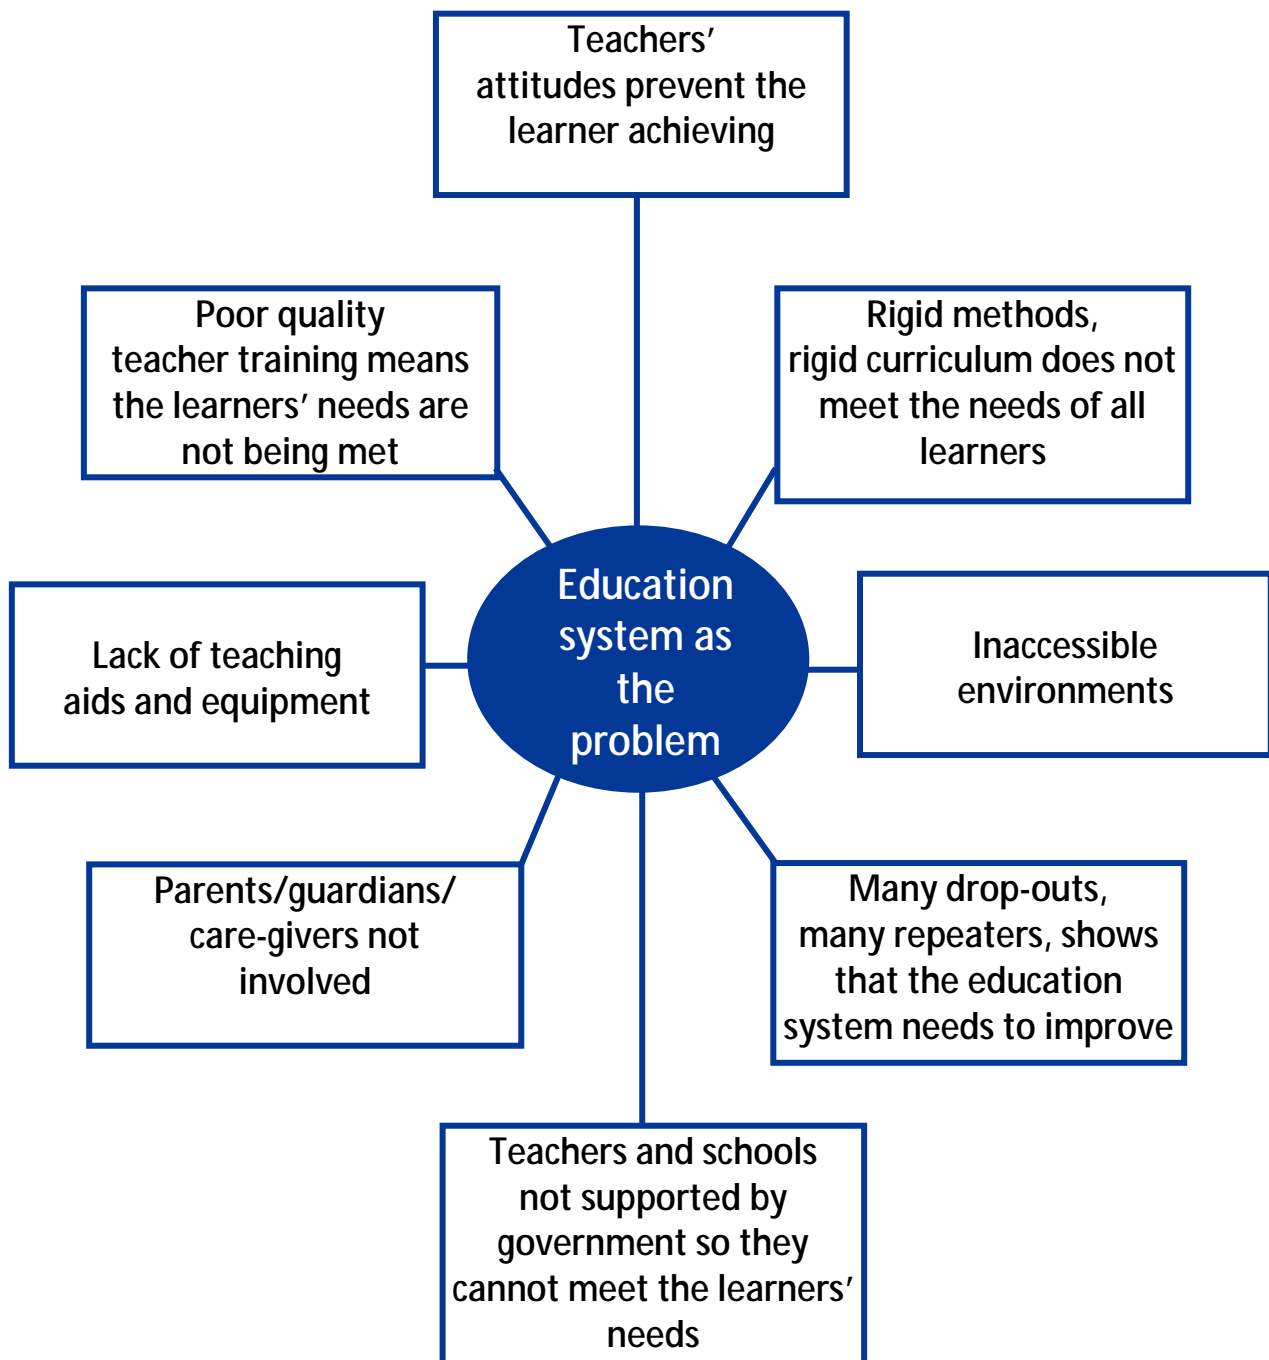 Teachers’
attitudes prevent the
learner achieving
Poor quality
teacher training means
the learners’ needs are
not being met
Rigid methods,
rigid curriculum does not
meet the needs of all
learners
Education
system as
the
problem
Lack of teaching
aids and equipment
Inaccessible
environments
Parents/guardians/
care-givers not
involved
Many drop-outs,
many repeaters, shows
that the education
system needs to improve
Teachers and schools
not supported by
government so they
cannot meet the learners’
needs